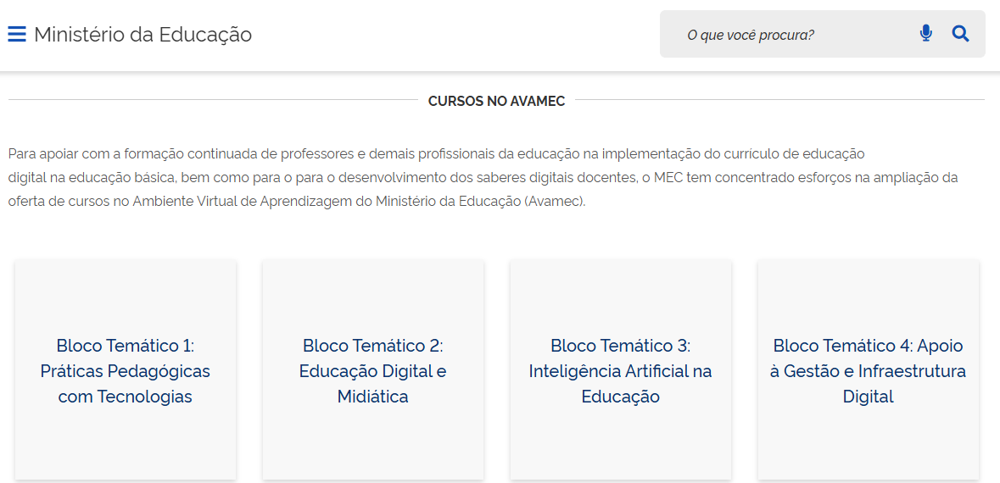 Ministério da Educação
O que você procura?
CURSOS NO AVAMEC
Para apoiar com a formação continuada de professores e demais profissionais da educação na implementação do currículo de educação
digital na educação básica, bem como para o para o desenvolvimento dos saberes digitais docentes, o MEC tem concentrado esforços na ampliação da
oferta de cursos no Ambiente Virtual de Aprendizagem do Ministério da Educação (Avamec).
Bloco Temático 1:
Práticas Pedagógicas
com Tecnologias
Bloco Temático 2:
Educação Digital e
Midiática
Bloco Temático 3:
Inteligência Artificial na
Educação
Bloco Temático 4: Apoio
à Gestão e Infraestrutura
Digital